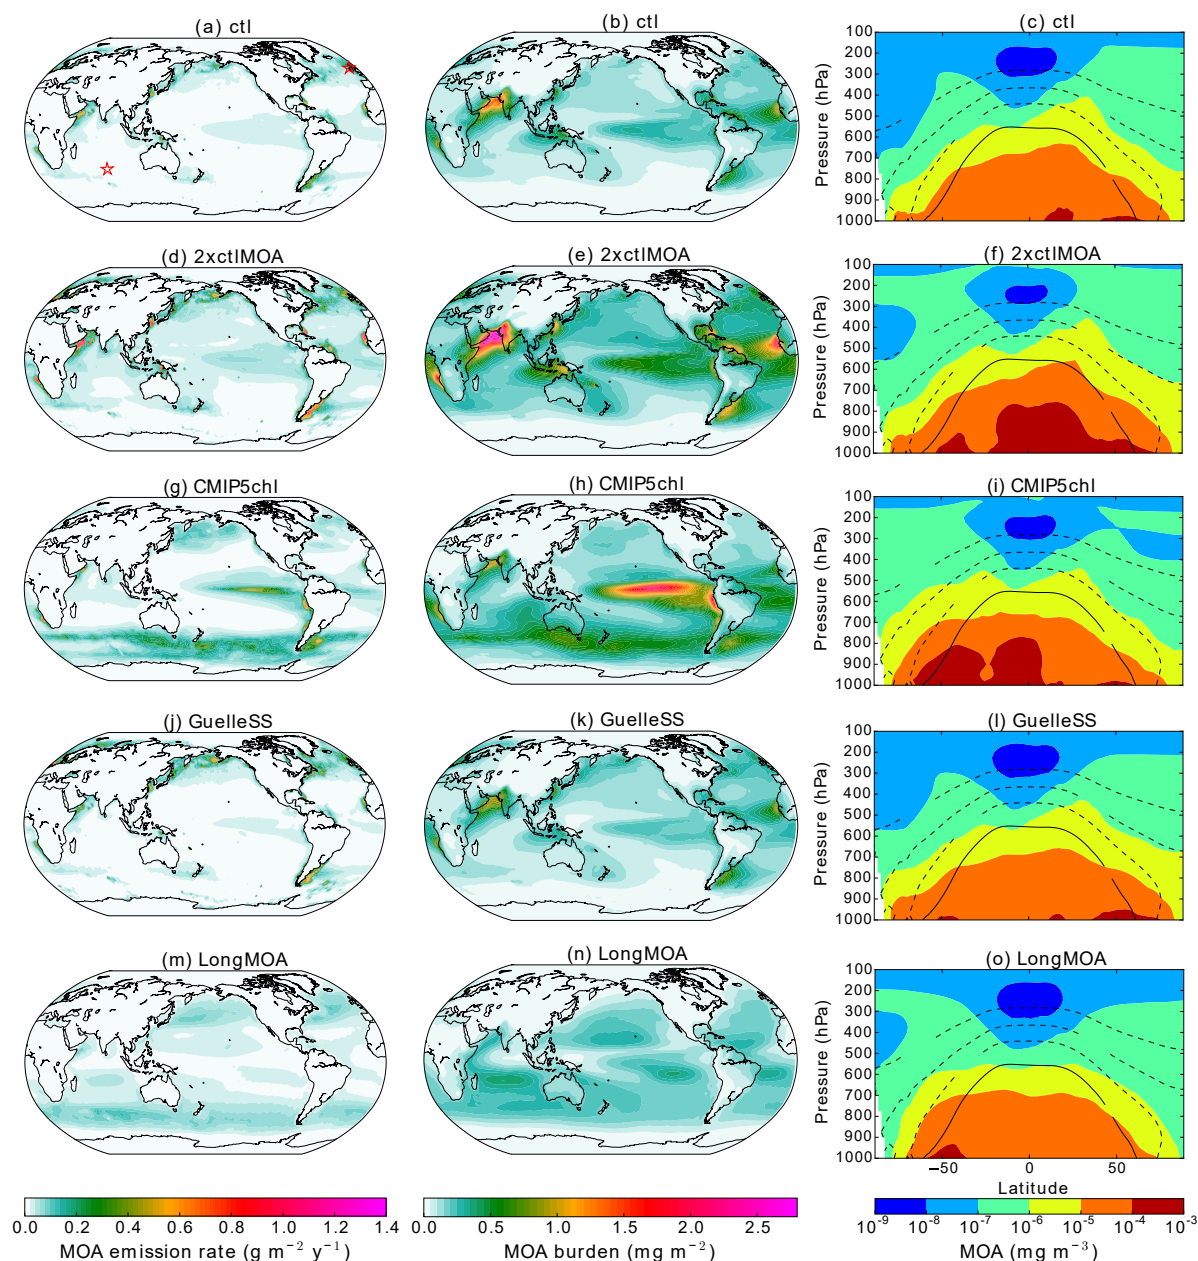 (a) ctl
(b) ctl
(c) ctl
100
200
300
400
500
600
700
800
900
1000
Pressure (hPa)
(d) 2xctlMOA
(e) 2xctlMOA
(f) 2xctlMOA
100
200
300
400
500
600
700
800
900
1000
Pressure (hPa)
(g) CMIP5chl
(h) CMIP5chl
(i) CMIP5chl
100
200
300
400
500
600
700
800
900
1000
Pressure (hPa)
(j) GuelleSS
(k) GuelleSS
(l) GuelleSS
100
200
300
400
500
600
700
800
900
1000
Pressure (hPa)
(m) LongMOA
(n) LongMOA
(o) LongMOA
100
200
300
400
500
600
700
800
900
1000
Pressure (hPa)
−50 0 50
Latitude
0.0 0.2 0.4 0.6 0.8 1.0 1.2 1.4
MOA emission rate (g m⁻² y⁻¹)
0.0 0.5 1.0 1.5 2.0 2.5
MOA burden (mg m⁻²)
10⁻⁹ 10⁻⁸ 10⁻⁷ 10⁻⁶ 10⁻⁵ 10⁻⁴ 10⁻³
MOA (mg m⁻³)